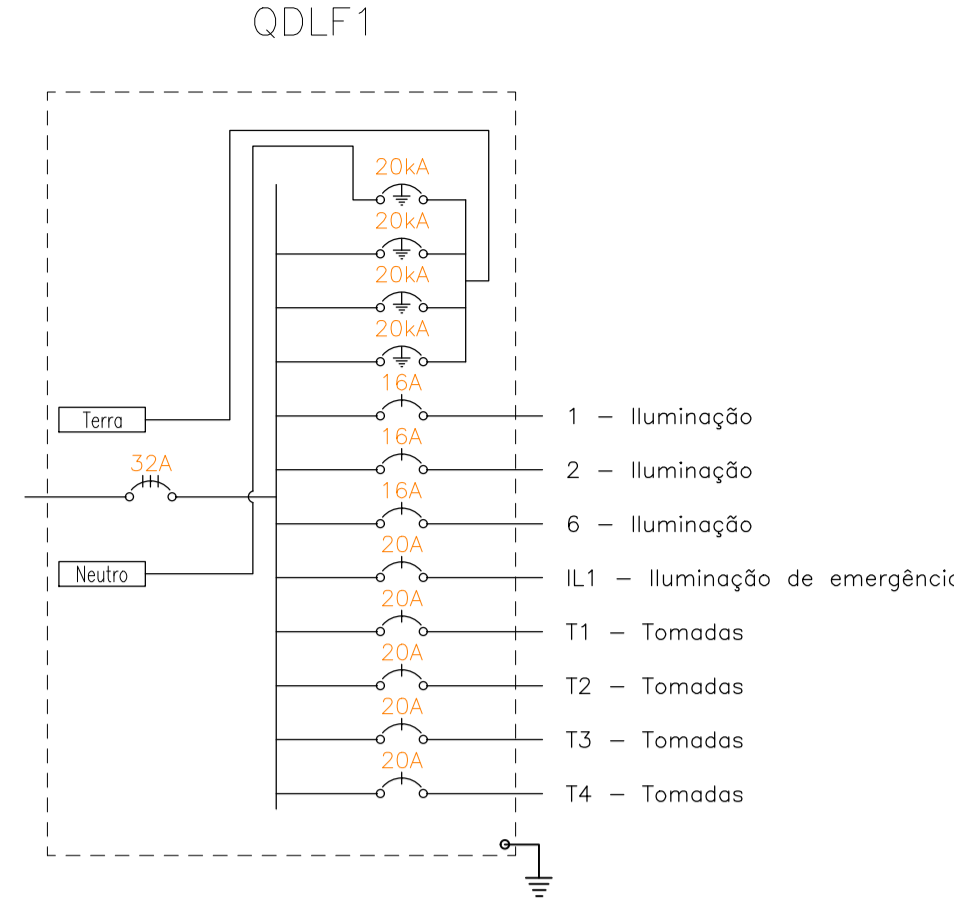 QDLF1
20kA
20kA
20kA
20kA
16A
1 – Iluminação
Terra
16A
2 – Iluminação
32A
16A
6 – Iluminação
20A
Neutro
IL1 – Iluminação de emergência
20A
T1 – Tomadas
20A
T2 – Tomadas
20A
T3 – Tomadas
20A
T4 – Tomadas